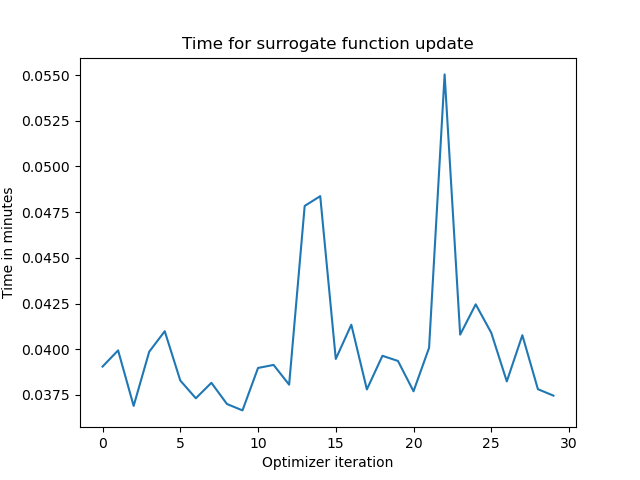 Time for surrogate function update
0.0550
0.0525
0.0500
0.0475
0.0450
0.0425
0.0400
0.0375
Time in minutes
0 5 10 15 20 25 30
Optimizer iteration